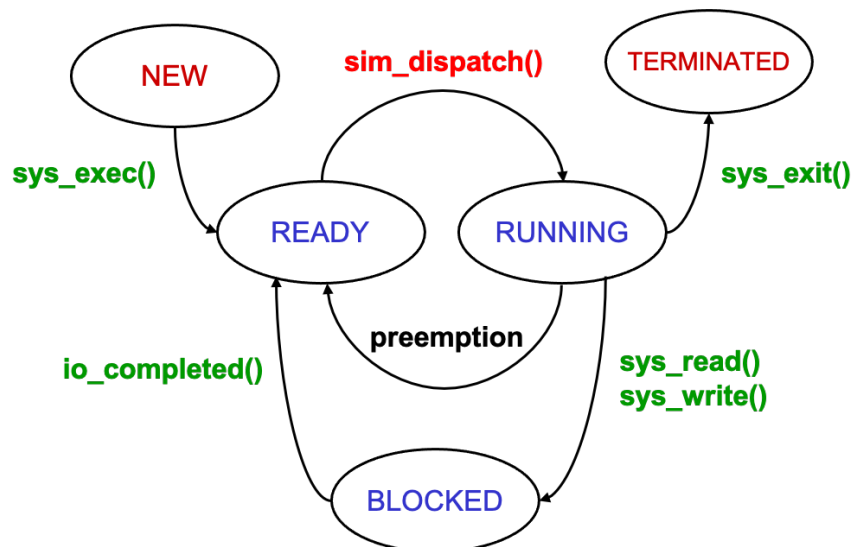 NEW
sim_dispatch()
TERMINATED
sys_exec()
sys_exit()
READY
RUNNING
preemption
io_completed()
sys_read()
sys_write()
BLOCKED